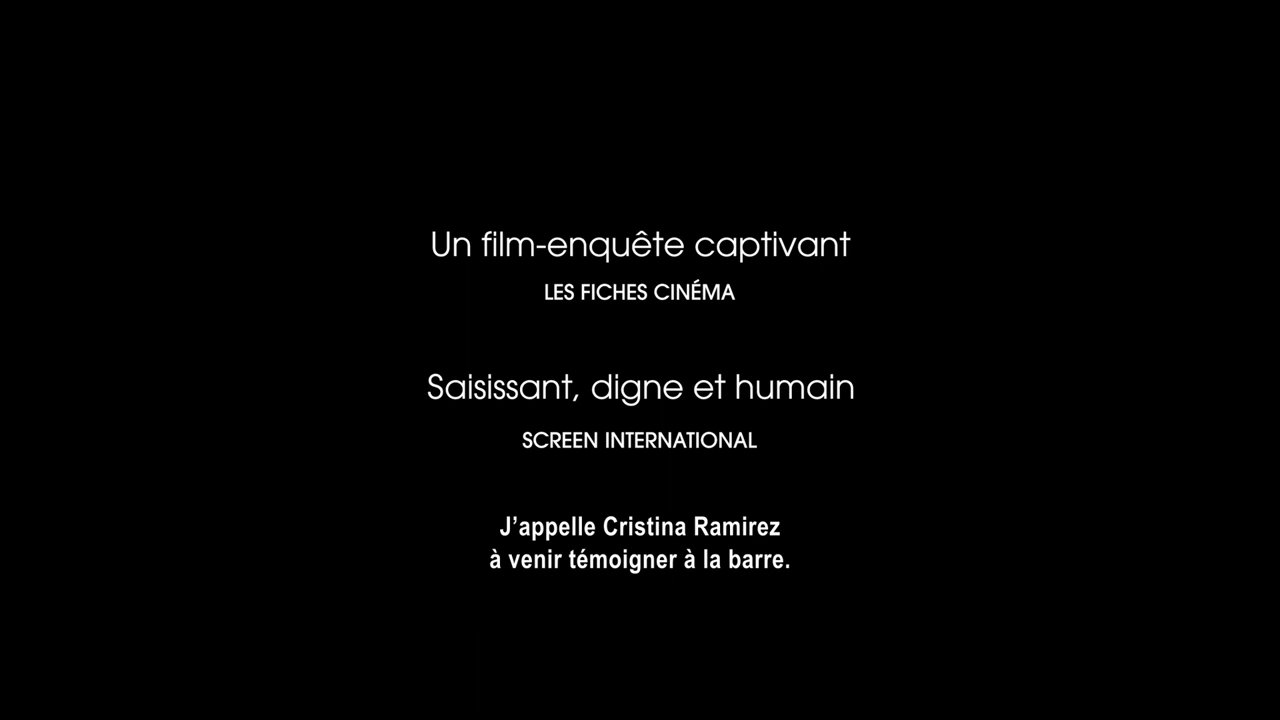 Un film-enquête captivant
LES FICHES CINÉMA
Saisissant, digne et humain
SCREEN INTERNATIONAL
J’appelle Cristina Ramirez
à venir témoigner à la barre.